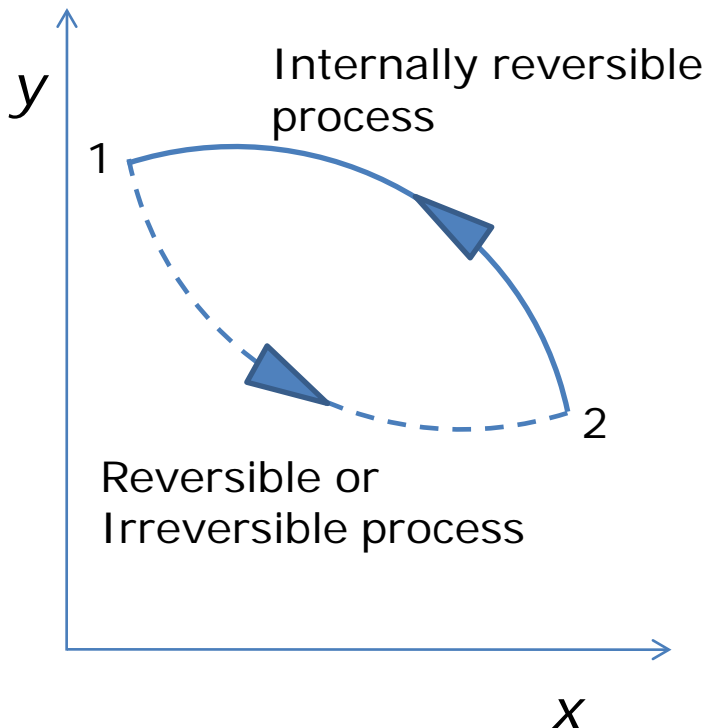 Internally reversible
process
y
1
2
Reversible or
Irreversible process
x